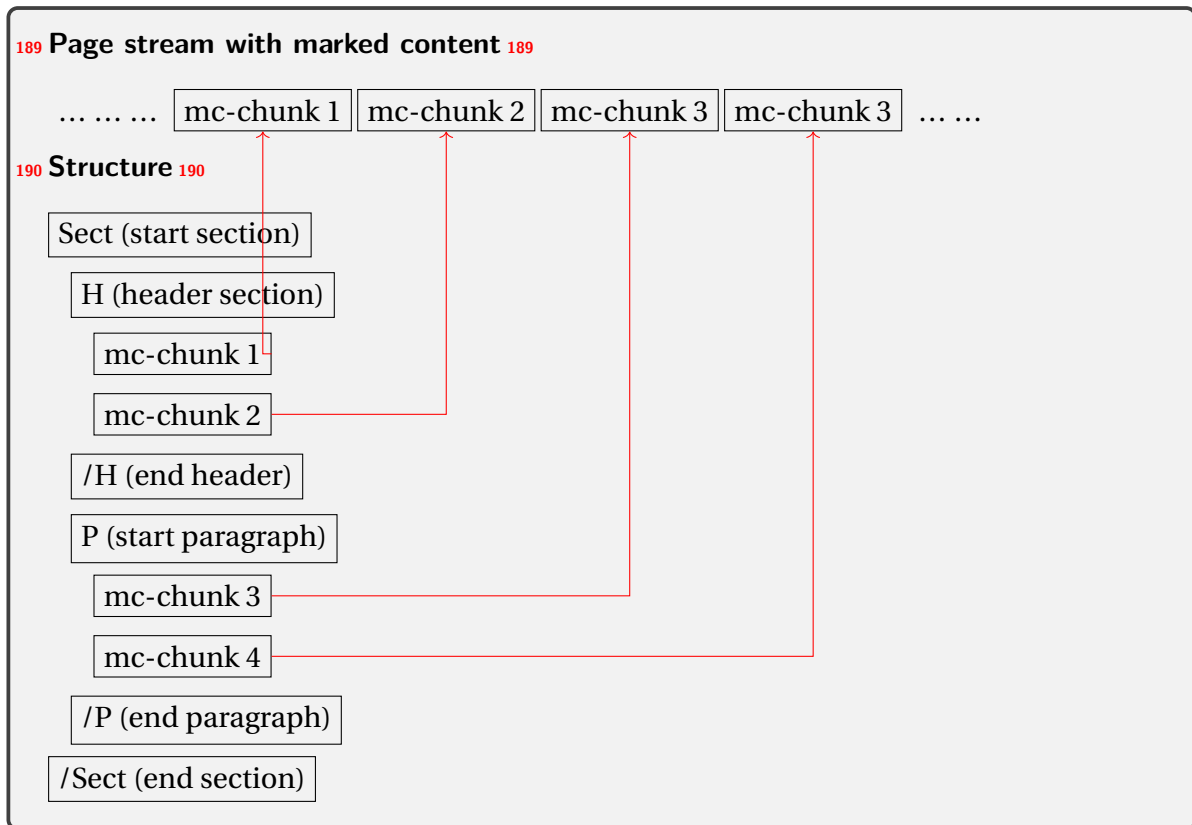 189 Page stream with marked content 189
... ... ... mc-chunk 1 mc-chunk 2 mc-chunk 3 mc-chunk 3 ... ...
190 Structure 190
Sect (start section)
H (header section)
mc-chunk 1
mc-chunk 2
/H (end header)
P (start paragraph)
mc-chunk 3
mc-chunk 4
/P (end paragraph)
/Sect (end section)